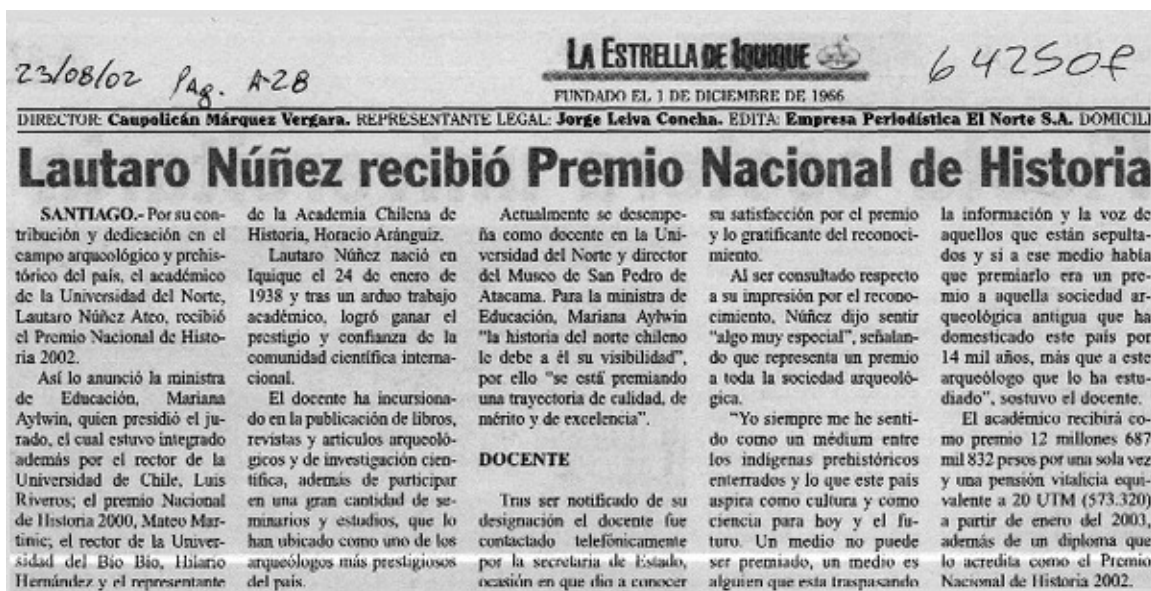 23/08/02 Pag. A-28
LA ESTRELLA DE IQUIQUE
FUNDADO EL 1 DE DICIEMBRE DE 1966
DIRECTOR: Caupolicán Márquez Vergara. REPRESENTANTE LEGAL: Jorge Leiva Concha. EDITA: Empresa Periodística El Norte S.A. DOMICILI
Lautaro Núñez recibió Premio Nacional de Historia
SANTIAGO.- Por su con-
tribución y dedicación en el
campo arqueológico y prehis-
tórico del país, el académico
de la Universidad del Norte,
Lautaro Núñez Ateo, recibió
el Premio Nacional de Histo-
ria 2002.
Así lo anunció la ministra
de Educación, Mariana
Aylwin, quien presidió el ju-
rado, el cual estuvo integrado
además por el rector de la
Universidad de Chile, Luis
Riveros; el premio Nacional
de Historia 2000, Mateo Mar-
tinic; el rector de la Univer-
sidad del Bío Bío, Hilario
Hernández y el representante
de la Academia Chilena de
Historia, Horacio Aránguiz.
Lautaro Núñez nació en
Iquique el 24 de enero de
1938 y tras un arduo trabajo
académico, logró ganar el
prestigio y confianza de la
comunidad científica interna-
cional.
El docente ha incursiona-
do en la publicación de libros,
revistas y artículos arqueoló-
gicos y de investigación cien-
tífica, además de participar
en una gran cantidad de se-
minarios y estudios, que lo
han ubicado como uno de los
arqueólogos más prestigiosos
del país.
Actualmente se desempe-
ña como docente en la Uni-
versidad del Norte y director
del Museo de San Pedro de
Atacama. Para la ministra de
Educación, Mariana Aylwin
"la historia del norte chileno
le debe a él su visibilidad",
por ello "se está premiando
una trayectoria de calidad, de
mérito y de excelencia".
DOCENTE
Tras ser notificado de su
designación el docente fue
contactado telefónicamente
por la secretaria de Estado,
ocasión en que dio a conocer
su satisfacción por el premio
y lo gratificante del reconoci-
miento.
Al ser consultado respecto
a su impresión por el recono-
cimiento, Núñez dijo sentir
"algo muy especial", señalan-
do que representa un premio
a toda la sociedad arqueoló-
gica.
"Yo siempre me he senti-
do como un médium entre
los indígenas prehistóricos
enterrados y lo que este país
aspira como cultura y como
ciencia para hoy y el fu-
turo. Un medio no puede
ser premiado, un medio es
alguien que esta traspasando
la información y la voz de
aquellos que están sepulta-
dos y si a ese medio había
que premiarlo era un pre-
mio a aquella sociedad ar-
queológica antigua que ha
domesticado este país por
14 mil años, más que a este
arqueólogo que lo ha estu-
diado", sostuvo el docente.
El académico recibirá co-
mo premio 12 millones 687
mil 832 pesos por una sola vez
y una pensión vitalicia equi-
valente a 20 UTM (573.320)
a partir de enero del 2003,
además de un diploma que
lo acredita como el Premio
Nacional de Historia 2002.